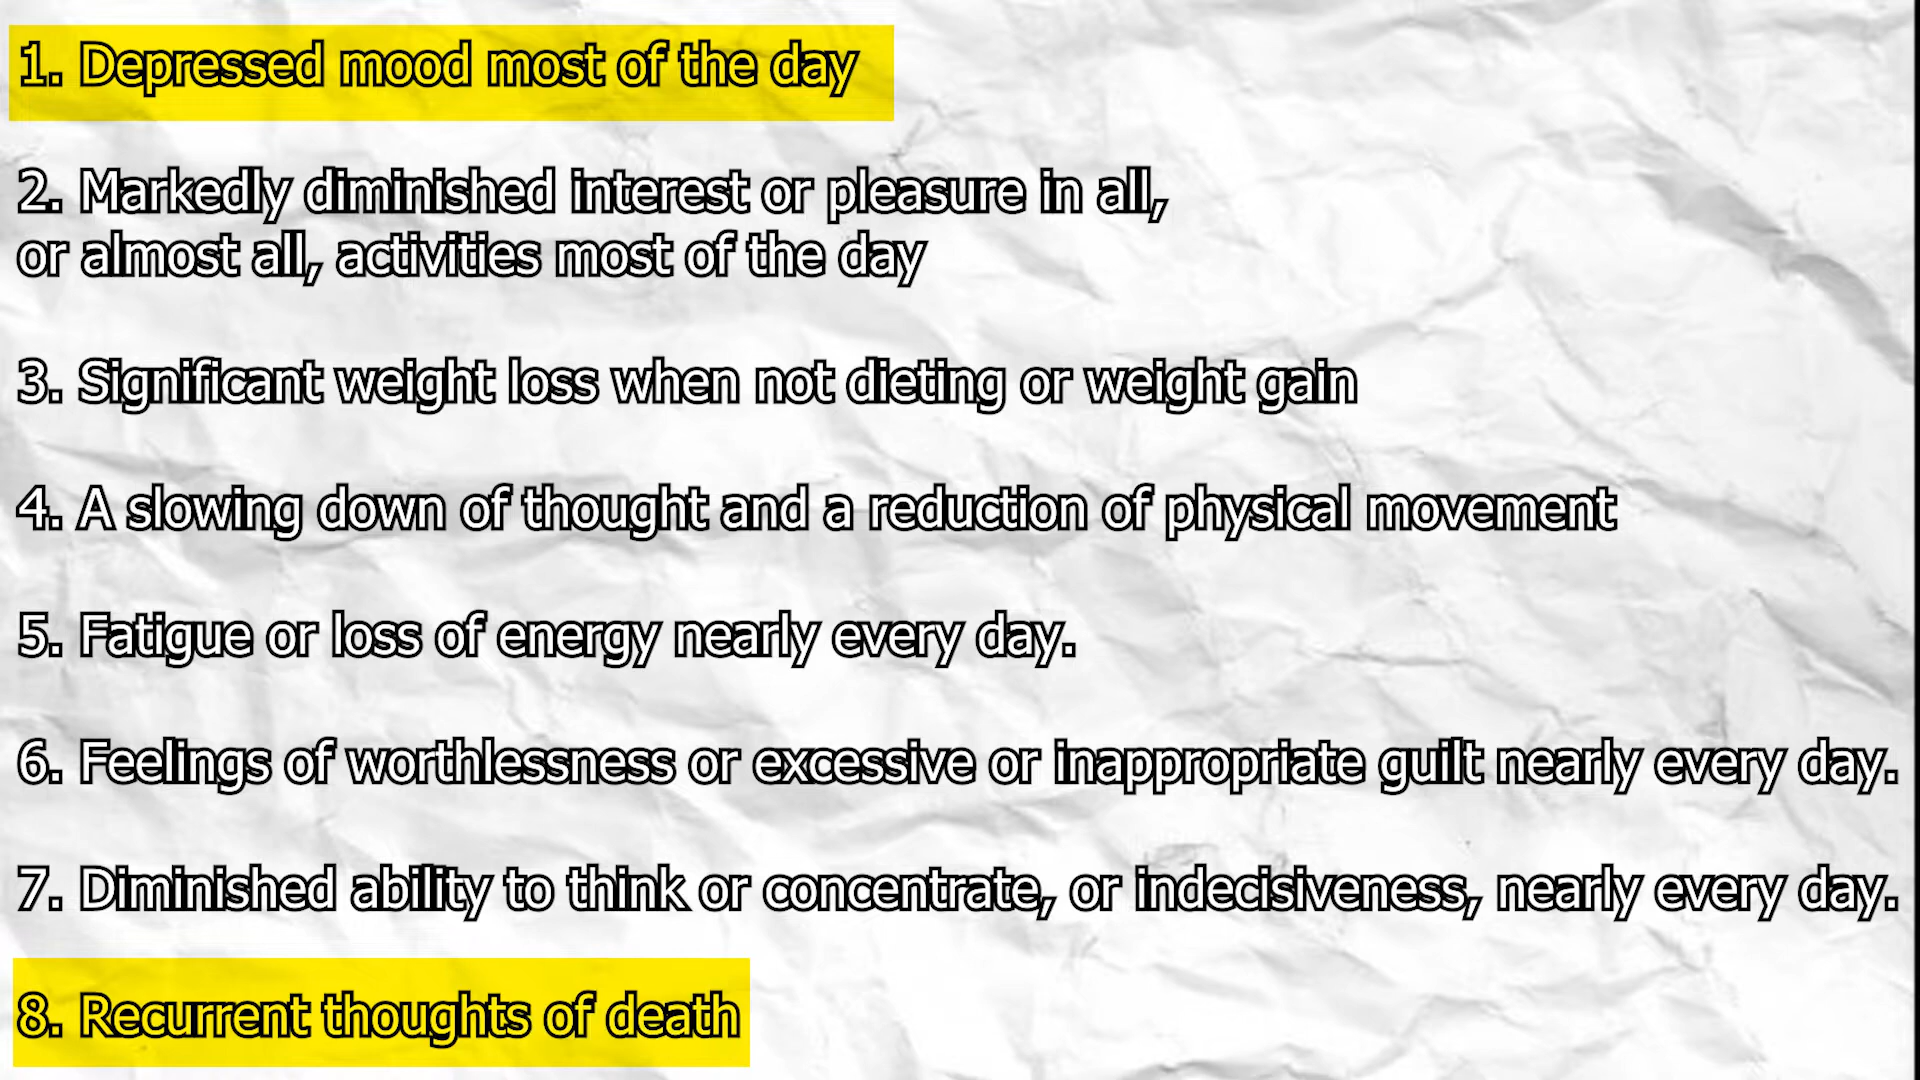 1. Depressed mood most of the day
2. Markedly diminished interest or pleasure in all,
or almost all, activities most of the day
3. Significant weight loss when not dieting or weight gain
4. A slowing down of thought and a reduction of physical movement
5. Fatigue or loss of energy nearly every day.
6. Feelings of worthlessness or excessive or inappropriate guilt nearly every day.
7. Diminished ability to think or concentrate, or indecisiveness, nearly every day.
8. Recurrent thoughts of death